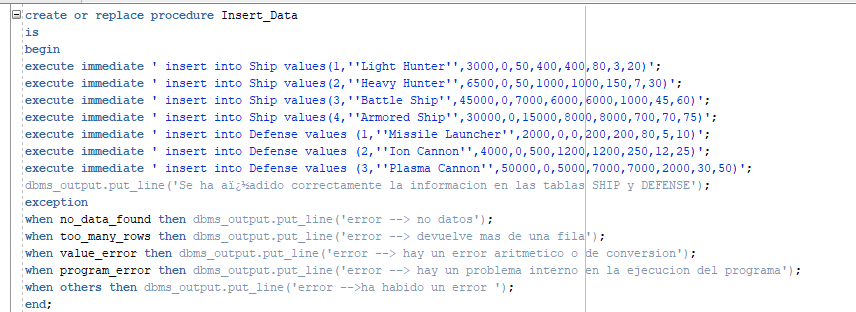 create or replace procedure Insert_Data
is
begin
execute immediate ' insert into Ship values(1,''Light Hunter'',3000,0,50,400,400,80,3,20)';
execute immediate ' insert into Ship values(2,''Heavy Hunter'',6500,0,50,1000,1000,150,7,30)';
execute immediate ' insert into Ship values(3,''Battle Ship'',45000,0,7000,6000,6000,1000,45,60)';
execute immediate ' insert into Ship values(4,''Armored Ship'',30000,0,15000,8000,8000,700,70,75)';
execute immediate ' insert into Defense values (1,''Missile Launcher'',2000,0,0,200,200,80,5,10)';
execute immediate ' insert into Defense values (2,''Ion Cannon'',4000,0,500,1200,1200,250,12,25)';
execute immediate ' insert into Defense values (3,''Plasma Cannon'',50000,0,5000,7000,7000,2000,30,50)';
dbms_output.put_line('Se ha aï¿½adido correctamente la informacion en las tablas SHIP y DEFENSE');
exception
when no_data_found then dbms_output.put_line('error --> no datos');
when too_many_rows then dbms_output.put_line('error --> devuelve mas de una fila');
when value_error then dbms_output.put_line('error --> hay un error aritmetico o de conversion');
when program_error then dbms_output.put_line('error --> hay un problema interno en la ejecucion del programa');
when others then dbms_output.put_line('error -->ha habido un error ');
end;